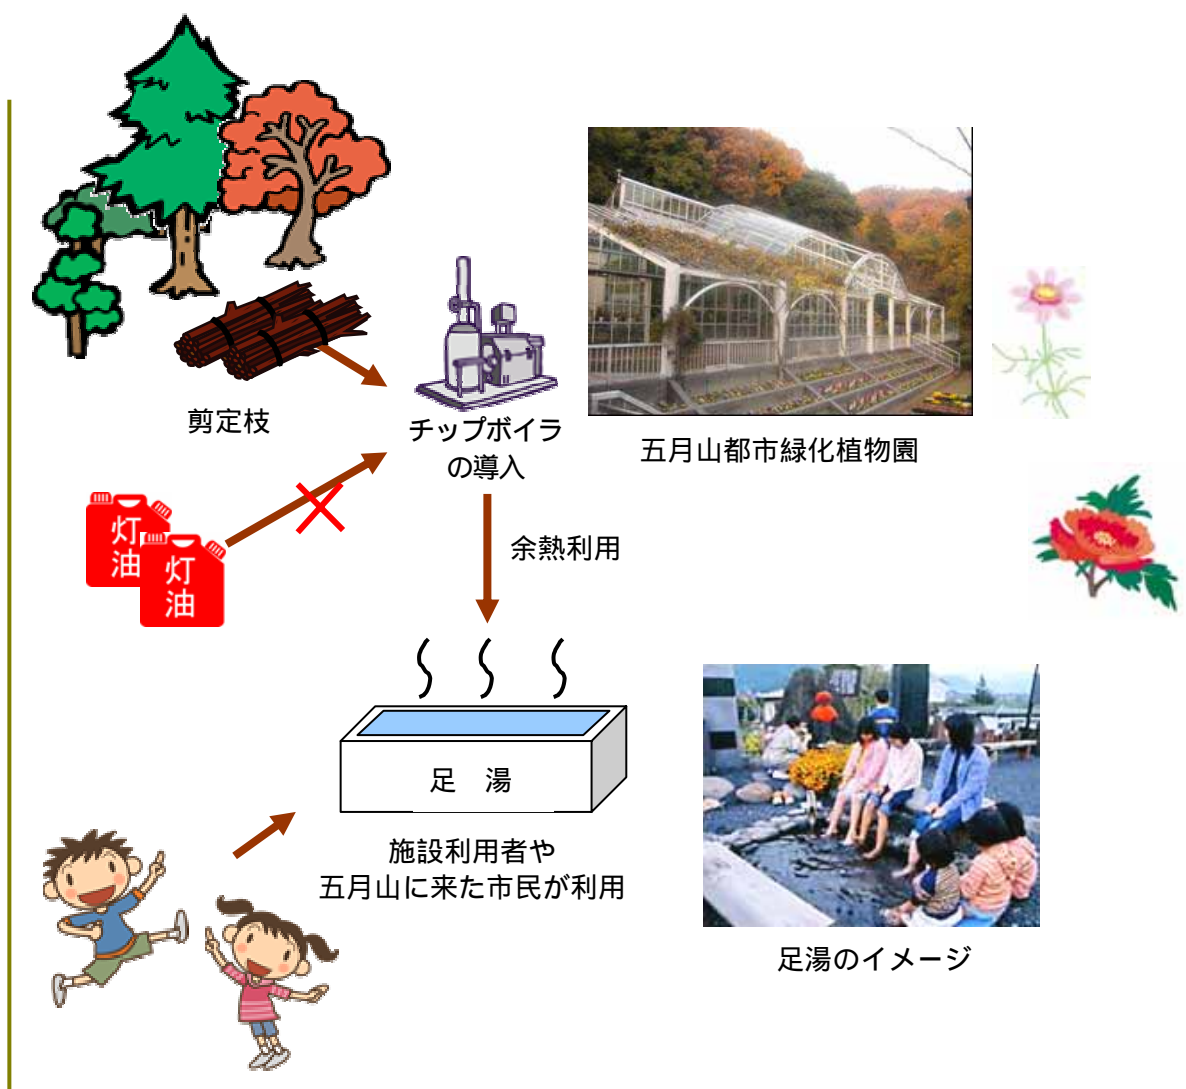 剪定枝
チップボイラ
の導入
五月山都市緑化植物園
灯
油
灯
油
余熱利用
足 湯
施設利用者や
五月山に来た市民が利用
足湯のイメージ